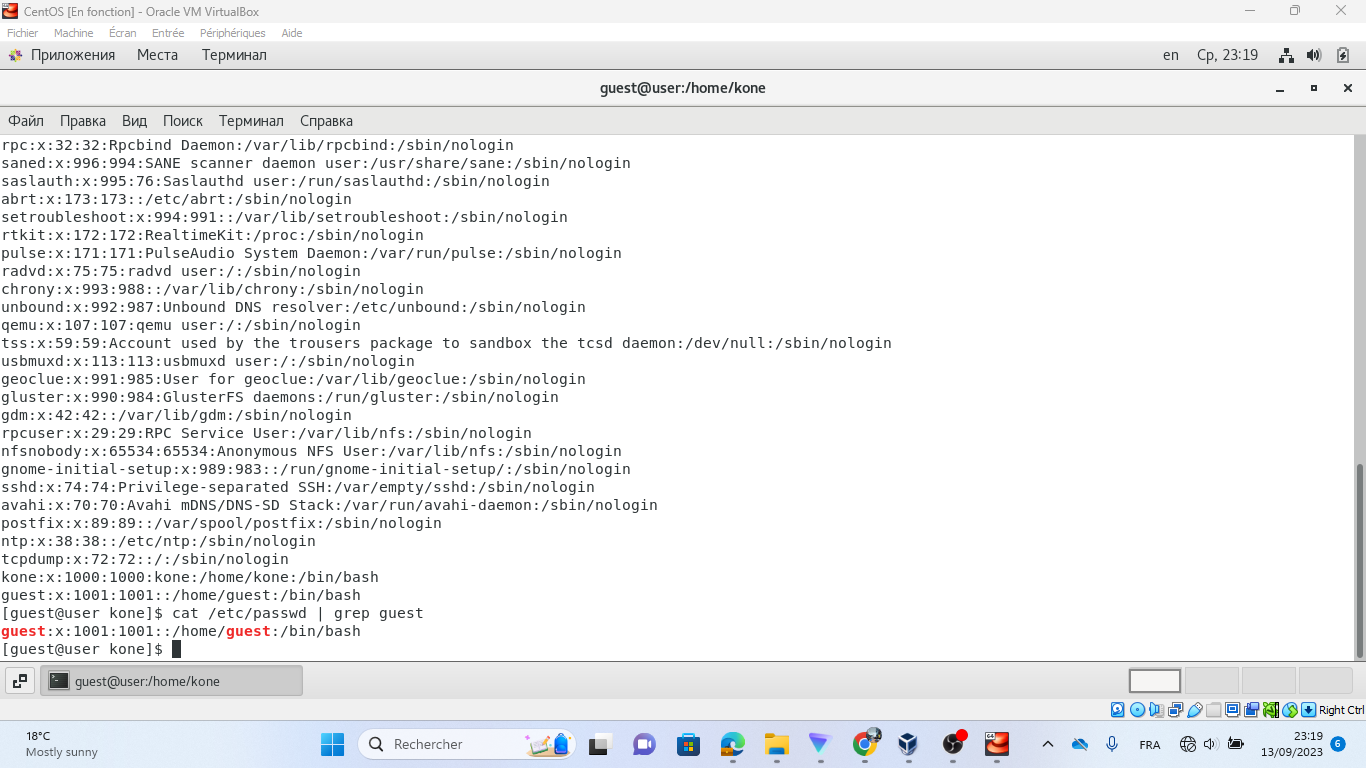 CentOS [En fonction] - Oracle VM VirtualBox
Fichier Machine Écran Entrée Périphériques Aide
Приложения Места Терминал en Ср, 23:19
guest@user:/home/kone
Файл Правка Вид Поиск Терминал Справка
rpc:x:32:32:Rpcbind Daemon:/var/lib/rpcbind:/sbin/nologin
saned:x:996:994:SANE scanner daemon user:/usr/share/sane:/sbin/nologin
saslauth:x:995:76:Saslauthd user:/run/saslauthd:/sbin/nologin
abrt:x:173:173::/etc/abrt:/sbin/nologin
setroubleshoot:x:994:991::/var/lib/setroubleshoot:/sbin/nologin
rtkit:x:172:172:RealtimeKit:/proc:/sbin/nologin
pulse:x:171:171:PulseAudio System Daemon:/var/run/pulse:/sbin/nologin
radvd:x:75:75:radvd user:/:/sbin/nologin
chrony:x:993:988::/var/lib/chrony:/sbin/nologin
unbound:x:992:987:Unbound DNS resolver:/etc/unbound:/sbin/nologin
qemu:x:107:107:qemu user:/:/sbin/nologin
tss:x:59:59:Account used by the trousers package to sandbox the tcsd daemon:/dev/null:/sbin/nologin
usbmuxd:x:113:113:usbmuxd user:/:/sbin/nologin
geoclue:x:991:985:User for geoclue:/var/lib/geoclue:/sbin/nologin
gluster:x:990:984:GlusterFS daemons:/run/gluster:/sbin/nologin
gdm:x:42:42::/var/lib/gdm:/sbin/nologin
rpcuser:x:29:29:RPC Service User:/var/lib/nfs:/sbin/nologin
nfsnobody:x:65534:65534:Anonymous NFS User:/var/lib/nfs:/sbin/nologin
gnome-initial-setup:x:989:983::/run/gnome-initial-setup/:/sbin/nologin
sshd:x:74:74:Privilege-separated SSH:/var/empty/sshd:/sbin/nologin
avahi:x:70:70:Avahi mDNS/DNS-SD Stack:/var/run/avahi-daemon:/sbin/nologin
postfix:x:89:89::/var/spool/postfix:/sbin/nologin
ntp:x:38:38::/etc/ntp:/sbin/nologin
tcpdump:x:72:72::/:/sbin/nologin
kone:x:1000:1000:kone:/home/kone:/bin/bash
guest:x:1001:1001::/home/guest:/bin/bash
[guest@user kone]$ cat /etc/passwd | grep guest
guest:x:1001:1001::/home/guest:/bin/bash
[guest@user kone]$
guest@user:/home/kone
Right Ctrl
18°C
Mostly sunny
Rechercher
FRA
23:19
13/09/2023
6